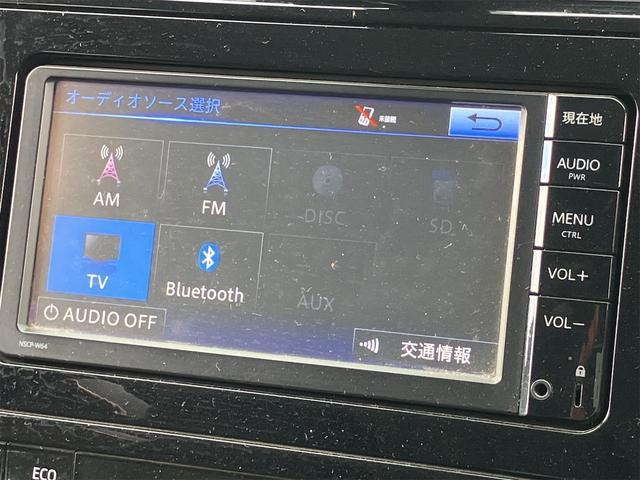 オーディオソース選択
未接続
現在地
AM
FM
DISC
SD
AUDIO
PWR
TV
Bluetooth
AUX
MENU
CTRL
AUDIO OFF
交通情報
VOL+
VOL−
NSCP-W64
ECO